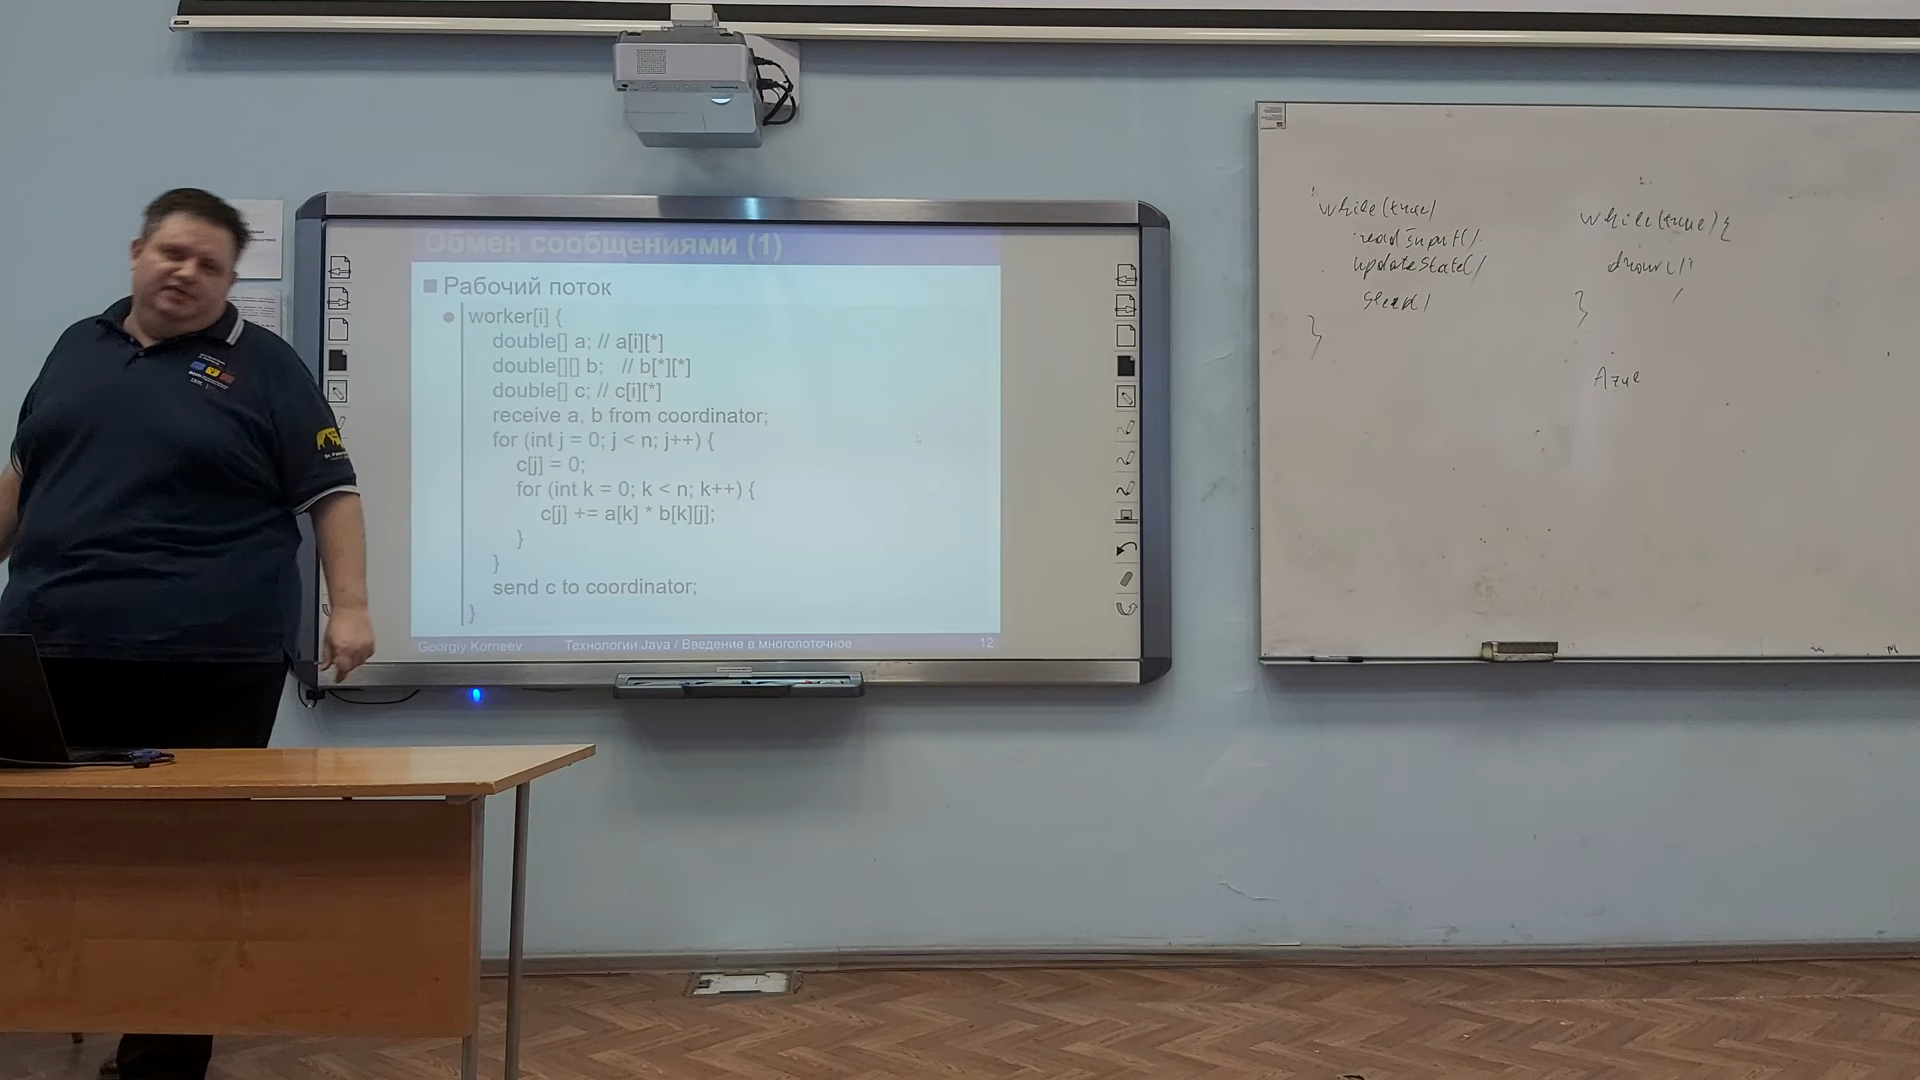 Обмен сообщениями (1)
Рабочий поток
worker[i] {
double[] a; // a[i][*]
double[][] b; // b[*][*]
double[] c; // c[i][*]
receive a, b from coordinator;
for (int j = 0; j < n; j++) {
c[j] = 0;
for (int k = 0; k < n; k++) {
c[j] += a[k] * b[k][j];
}
}
send c to coordinator;
}
Georgiy Korneev
Технологии Java / Введение в многопоточное
12
while(true)
readInput()
updateState()
}
while(true) {
draw()
}